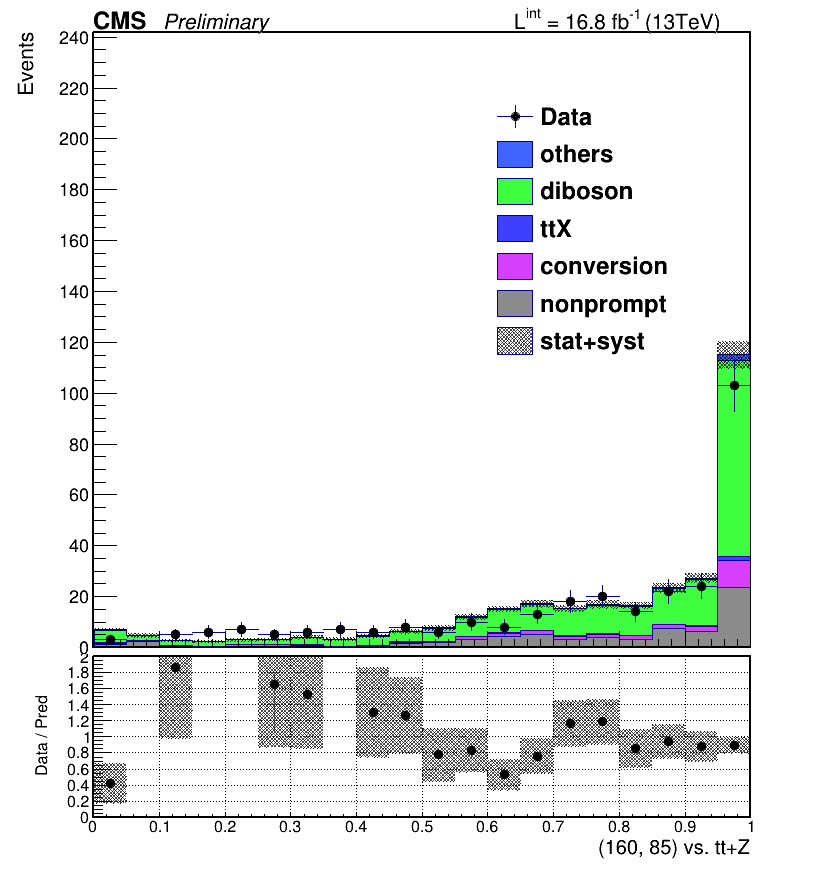 CMS Preliminary L^int = 16.8 fb^-1 (13TeV)
Events
240
220
200
180
160
140
120
100
80
60
40
20
0
Data
others
diboson
ttX
conversion
nonprompt
stat+syst
Data / Pred
2
1.8
1.6
1.4
1.2
1
0.8
0.6
0.4
0.2
0
0 0.1 0.2 0.3 0.4 0.5 0.6 0.7 0.8 0.9 1
(160, 85) vs. tt+Z